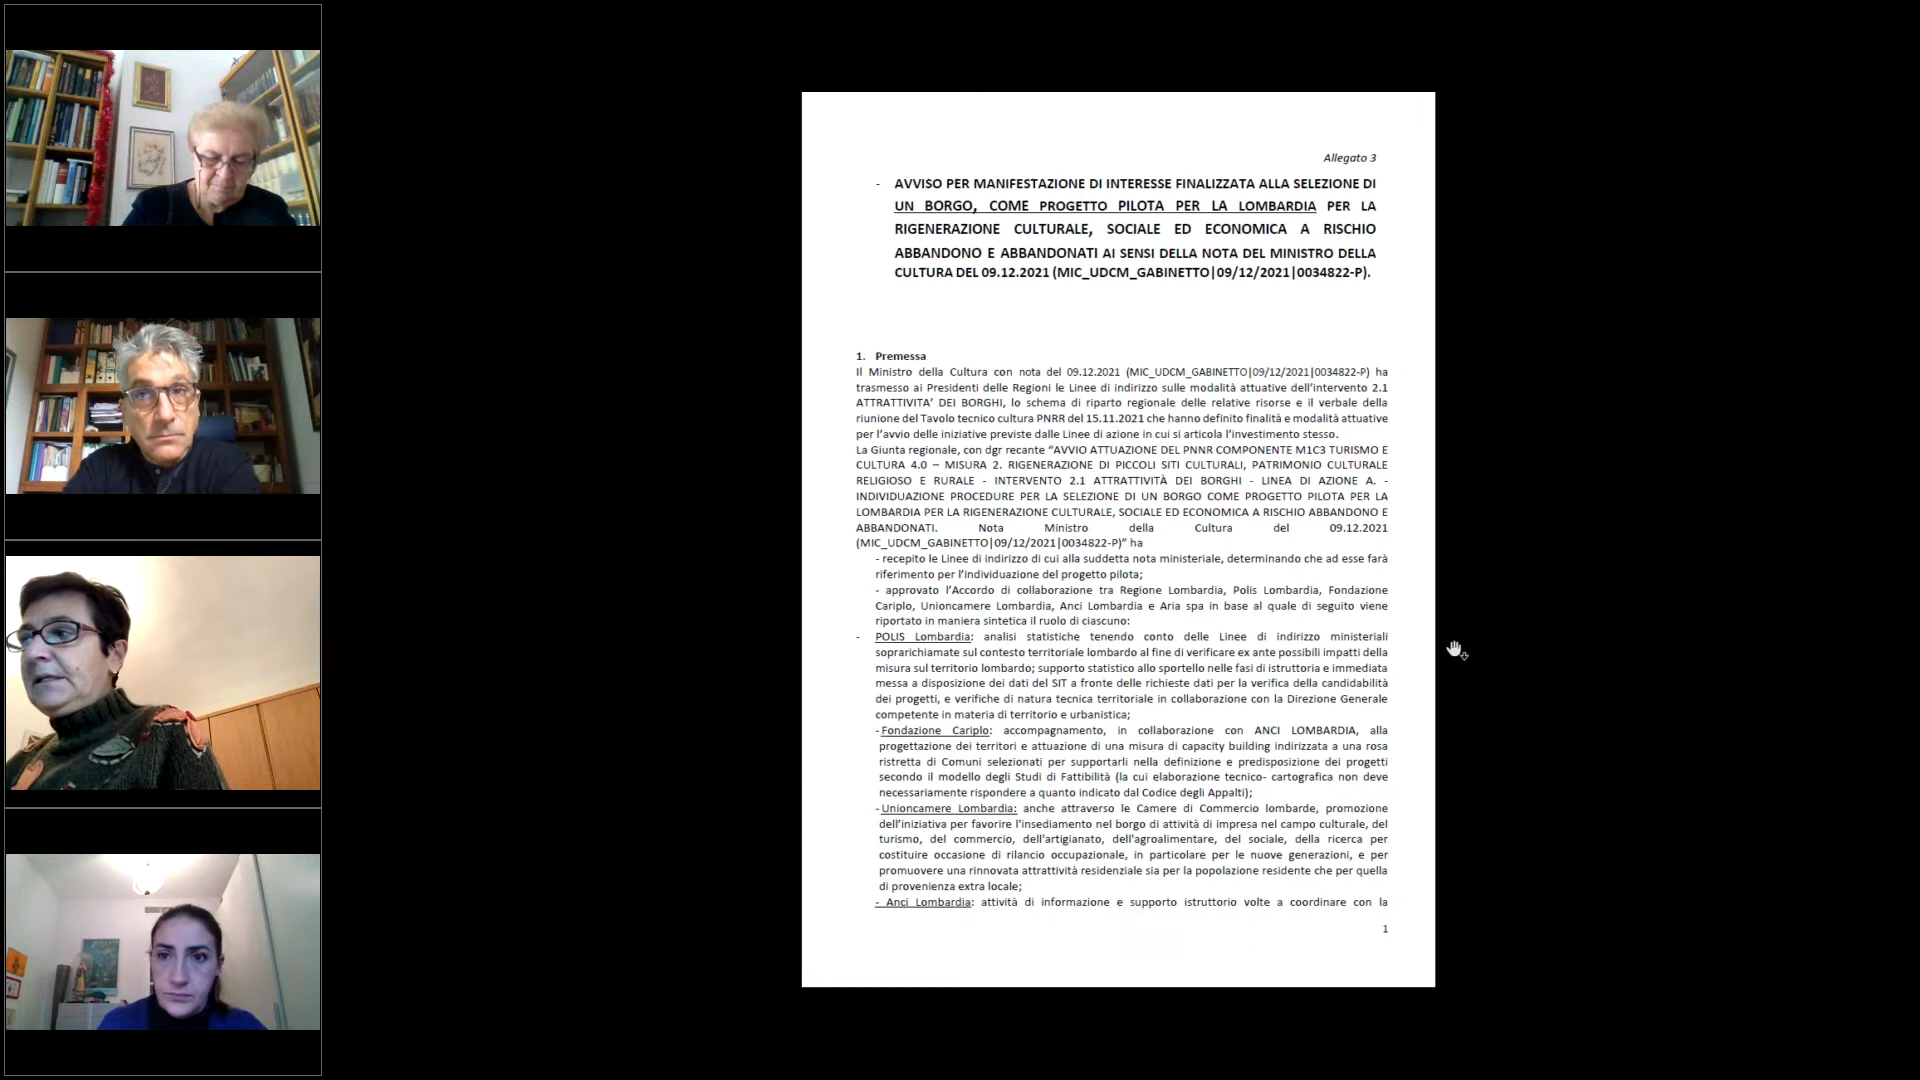 Allegato 3
- AVVISO PER MANIFESTAZIONE DI INTERESSE FINALIZZATA ALLA SELEZIONE DI
UN BORGO, COME PROGETTO PILOTA PER LA LOMBARDIA PER LA
RIGENERAZIONE CULTURALE, SOCIALE ED ECONOMICA A RISCHIO
ABBANDONO E ABBANDONATI AI SENSI DELLA NOTA DEL MINISTRO DELLA
CULTURA DEL 09.12.2021 (MIC_UDCM_GABINETTO|09/12/2021|0034822-P).
1. Premessa
Il Ministro della Cultura con nota del 09.12.2021 (MIC_UDCM_GABINETTO|09/12/2021|0034822-P) ha
trasmesso ai Presidenti delle Regioni le Linee di indirizzo sulle modalità attuative dell'intervento 2.1
ATTRATTIVITA' DEI BORGHI, lo schema di riparto regionale delle relative risorse e il verbale della
riunione del Tavolo tecnico cultura PNRR del 15.11.2021 che hanno definito finalità e modalità attuative
per l'avvio delle iniziative previste dalle Linee di azione in cui si articola l'investimento stesso.
La Giunta regionale, con dgr recante “AVVIO ATTUAZIONE DEL PNNR COMPONENTE M1C3 TURISMO E
CULTURA 4.0 – MISURA 2. RIGENERAZIONE DI PICCOLI SITI CULTURALI, PATRIMONIO CULTURALE
RELIGIOSO E RURALE - INTERVENTO 2.1 ATTRATTIVITÀ DEI BORGHI - LINEA DI AZIONE A. -
INDIVIDUAZIONE PROCEDURE PER LA SELEZIONE DI UN BORGO COME PROGETTO PILOTA PER LA
LOMBARDIA PER LA RIGENERAZIONE CULTURALE, SOCIALE ED ECONOMICA A RISCHIO ABBANDONO E
ABBANDONATI. Nota Ministro della Cultura del 09.12.2021
(MIC_UDCM_GABINETTO|09/12/2021|0034822-P)” ha
- recepito le Linee di indirizzo di cui alla suddetta nota ministeriale, determinando che ad esse farà
riferimento per l'individuazione del progetto pilota;
- approvato l'Accordo di collaborazione tra Regione Lombardia, Polis Lombardia, Fondazione
Cariplo, Unioncamere Lombardia, Anci Lombardia e Aria spa in base al quale di seguito viene
riportato in maniera sintetica il ruolo di ciascuno:
- POLIS Lombardia: analisi statistiche tenendo conto delle Linee di indirizzo ministeriali
soprarichiamate sul contesto territoriale lombardo al fine di verificare ex ante possibili impatti della
misura sul territorio lombardo; supporto statistico allo sportello nelle fasi di istruttoria e immediata
messa a disposizione dei dati del SIT a fronte delle richieste dati per la verifica della candidabilità
dei progetti, e verifiche di natura tecnica territoriale in collaborazione con la Direzione Generale
competente in materia di territorio e urbanistica;
- Fondazione Cariplo: accompagnamento, in collaborazione con ANCI LOMBARDIA, alla
progettazione dei territori e attuazione di una misura di capacity building indirizzata a una rosa
ristretta di Comuni selezionati per supportarli nella definizione e predisposizione dei progetti
secondo il modello degli Studi di Fattibilità (la cui elaborazione tecnico- cartografica non deve
necessariamente rispondere a quanto indicato dal Codice degli Appalti);
- Unioncamere Lombardia: anche attraverso le Camere di Commercio lombarde, promozione
dell'iniziativa per favorire l'insediamento nel borgo di attività di impresa nel campo culturale, del
turismo, del commercio, dell'artigianato, dell'agroalimentare, del sociale, della ricerca per
costituire occasione di rilancio occupazionale, in particolare per le nuove generazioni, e per
promuovere una rinnovata attrattività residenziale sia per la popolazione residente che per quella
di provenienza extra locale;
- Anci Lombardia: attività di informazione e supporto istruttorio volte a coordinare con la
1